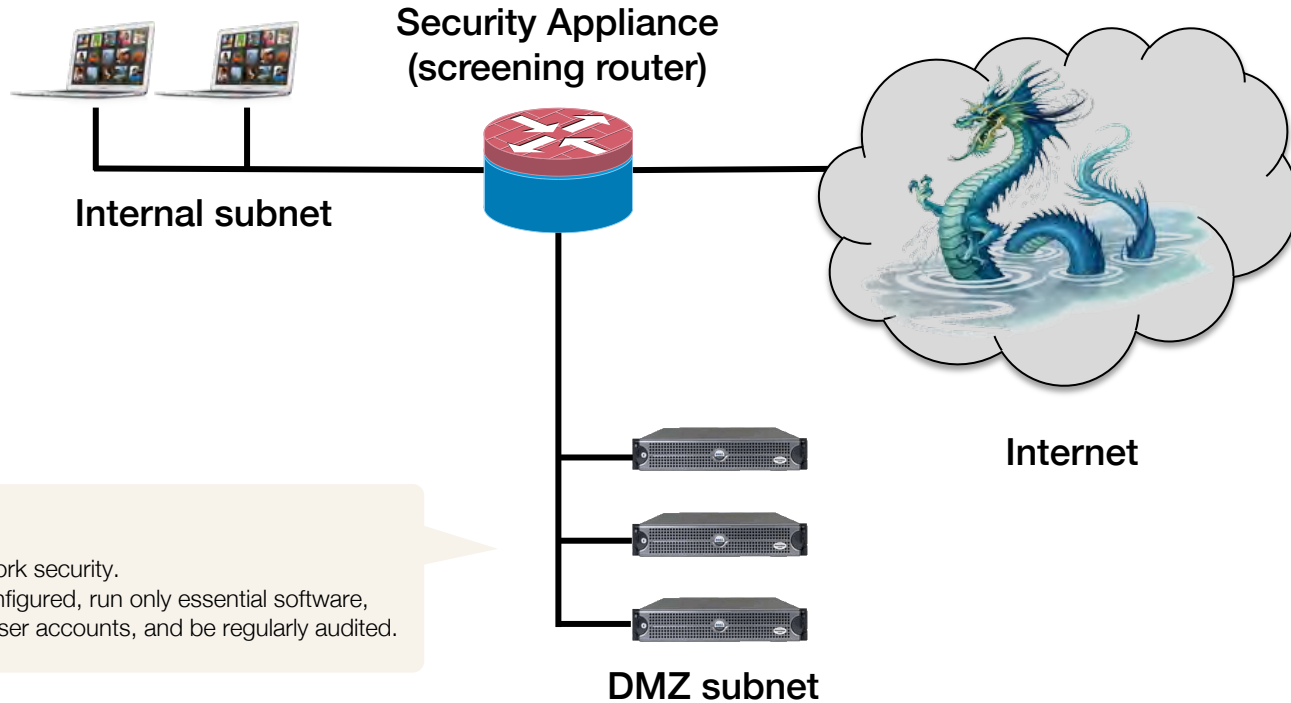 Security Appliance
(screening router)
Internal subnet
Internet
work security.
nfigured, run only essential software,
ser accounts, and be regularly audited.
DMZ subnet